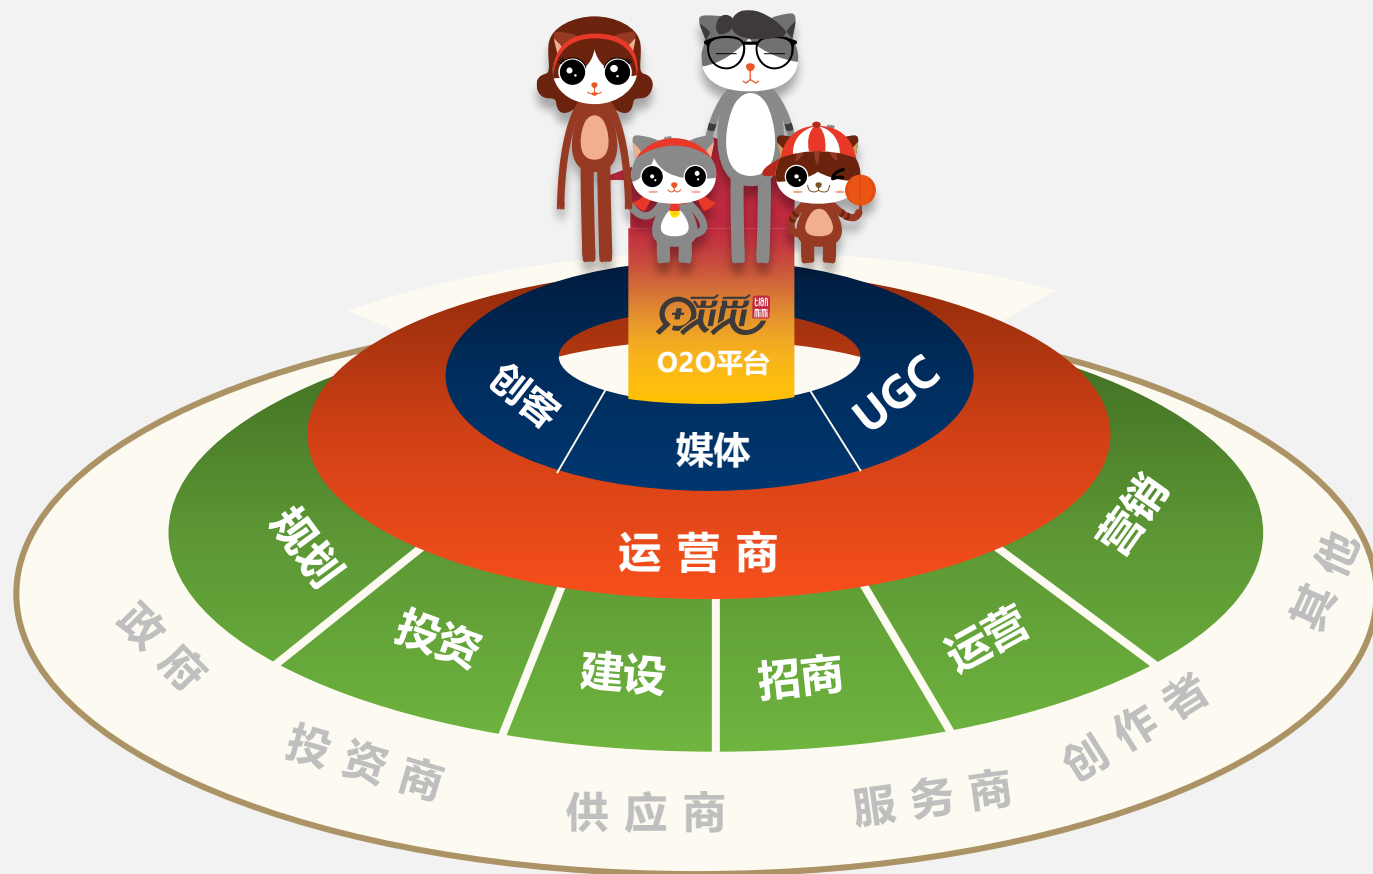 tian
mimi
O2O平台
创客
媒体
UGC
运营商
规划
投资
建设
招商
运营
营销
政府
投资商
供应商
服务商
创作者
其他